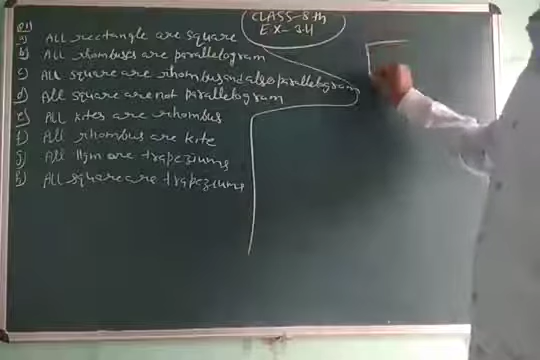 CLASS-8th
EX-3.4
Q1
a) All rectangle are square
b) All rhombuses are parallelogram
c) All square are rhombus and also parallelogram
d) All square are not parallelogram
e) All kites are rhombus
f) All rhombus are kite
g) All llgm are trapeziums
h) All square are trapeziums